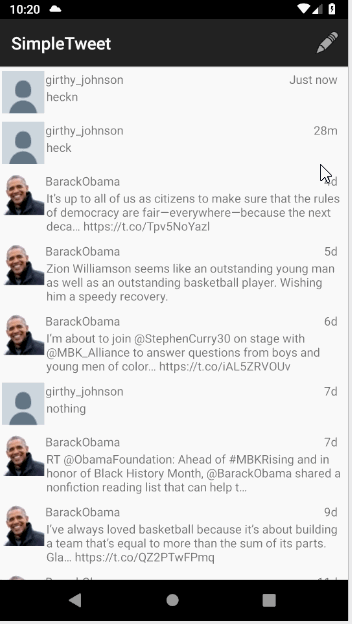 10:20
SimpleTweet
girthy_johnson Just now
heckn
girthy_johnson 28m
heck
BarackObama
It's up to all of us as citizens to make sure that the rules
of democracy are fair—everywhere—because the next
deca... https://t.co/Tpv5NoYazI
BarackObama 5d
Zion Williamson seems like an outstanding young man
as well as an outstanding basketball player. Wishing
him a speedy recovery.
BarackObama 6d
I'm about to join @StephenCurry30 on stage with
@MBK_Alliance to answer questions from boys and
young men of color... https://t.co/iAL5ZRVOUv
girthy_johnson 7d
nothing
BarackObama 7d
RT @ObamaFoundation: Ahead of #MBKRising and in
honor of Black History Month, @BarackObama shared a
nonfiction reading list that can help t...
BarackObama 9d
I've always loved basketball because it's about building
a team that's equal to more than the sum of its parts.
Gla... https://t.co/QZ2PTwFPmq